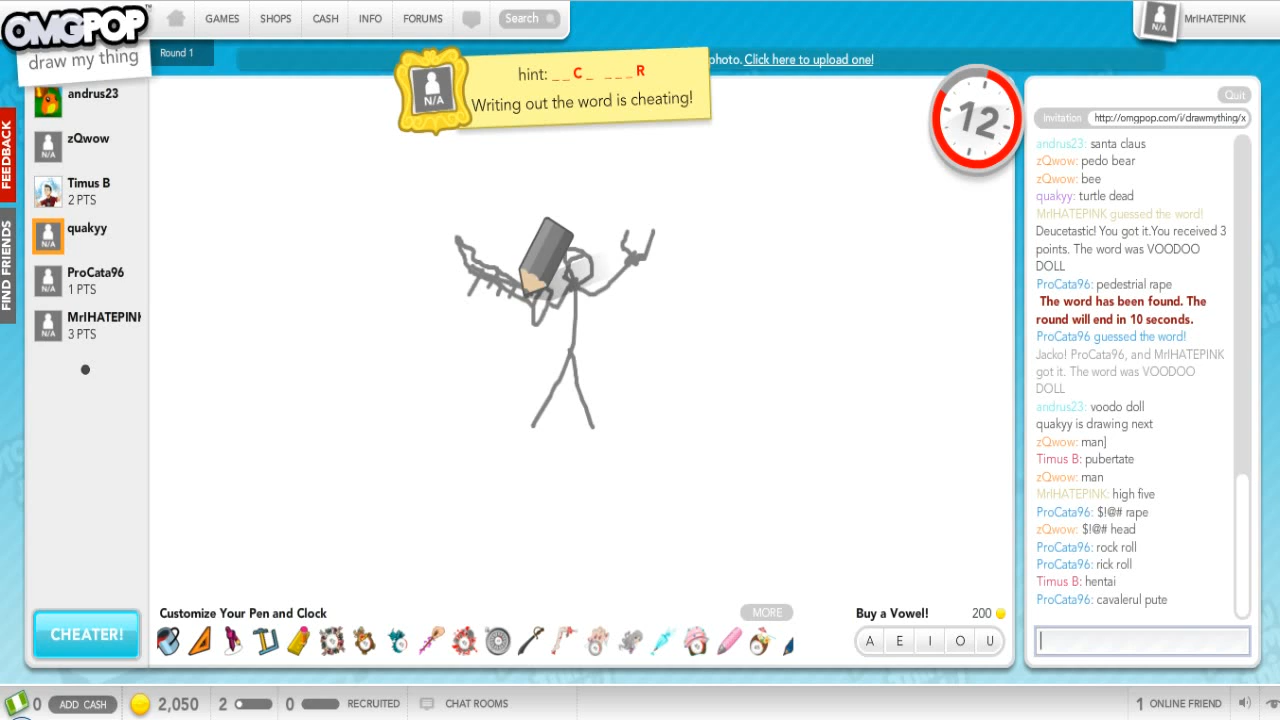 OMGPOP
draw my thing
GAMES
SHOPS
CASH
INFO
FORUMS
Search
N/A
MrIHATEPINK
Round 1
photo. Click here to upload one!
N/A
hint: _ _ C _  _ _ _ R
Writing out the word is cheating!
12
FEEDBACK
FIND FRIENDS
andrus23
N/A
zQwow
Timus B
2 PTS
N/A
quakyy
N/A
ProCata96
1 PTS
N/A
MrIHATEPINK
3 PTS
CHEATER!
Quit
Invitation
http://omgpop.com/i/drawmything/x
andrus23: santa claus
zQwow: pedo bear
zQwow: bee
quakyy: turtle dead
MrIHATEPINK guessed the word!
Deucetastic! You got it.You received 3
points. The word was VOODOO
DOLL
ProCata96: pedestrial rape
The word has been found. The
round will end in 10 seconds.
ProCata96 guessed the word!
Jacko! ProCata96, and MrIHATEPINK
got it. The word was VOODOO
DOLL
andrus23: voodo doll
quakyy is drawing next
zQwow: man]
Timus B: pubertate
zQwow: man
MrIHATEPINK: high five
ProCata96: $!@# rape
zQwow: $!@# head
ProCata96: rock roll
ProCata96: rick roll
Timus B: hentai
ProCata96: cavalerul pute
Customize Your Pen and Clock
MORE
Buy a Vowel!
200
A E I O U
0
ADD CASH
2,050
2
0
RECRUITED
CHAT ROOMS
1 ONLINE FRIEND